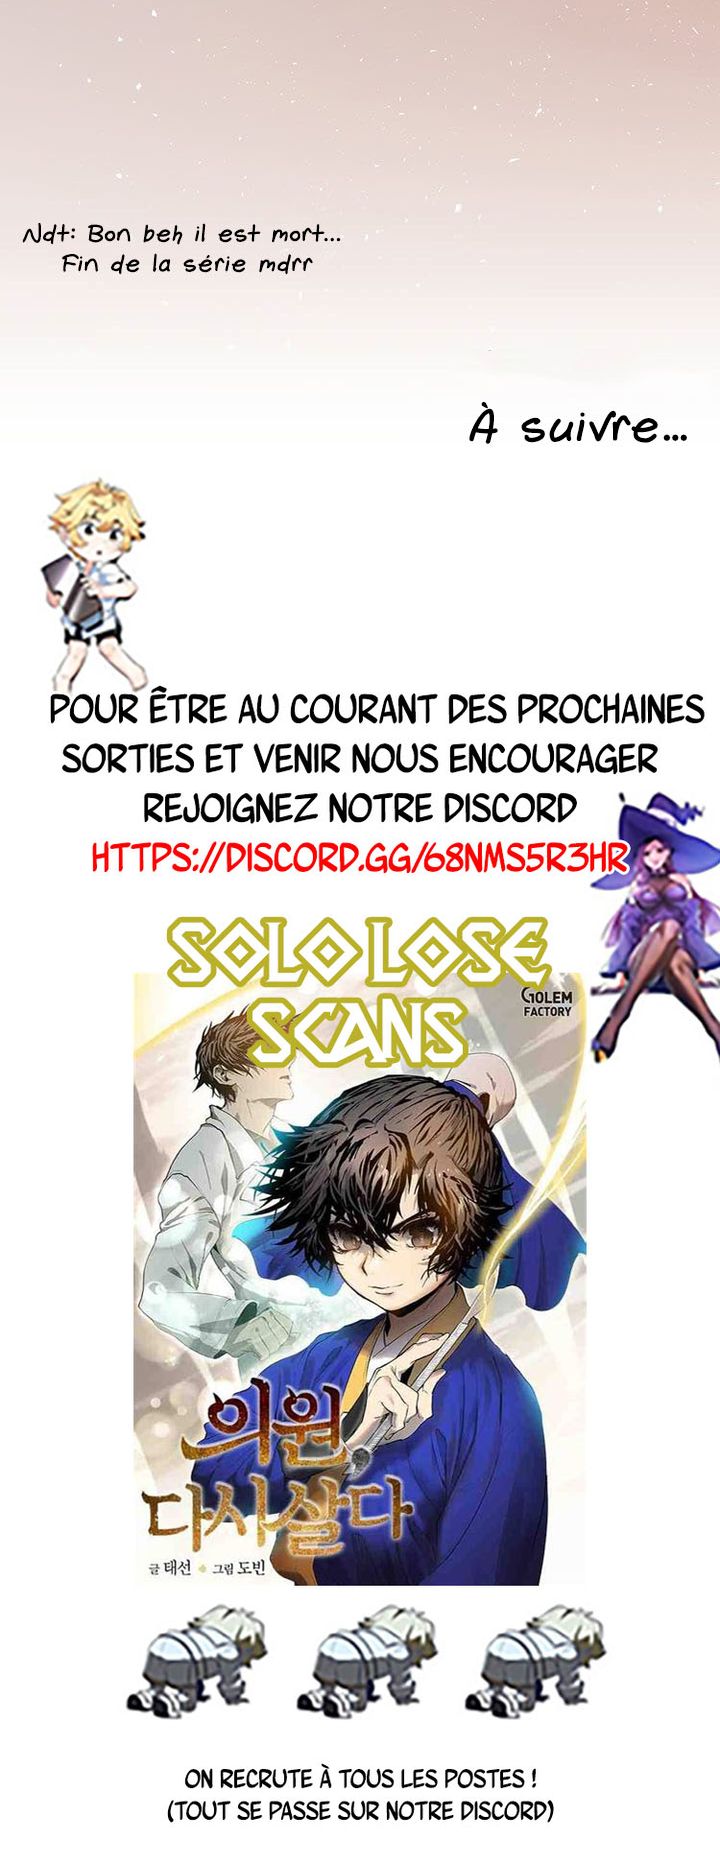 Ndt: Bon beh il est mort...
Fin de la série mdrr
À suivre...
POUR ÊTRE AU COURANT DES PROCHAINES
SORTIES ET VENIR NOUS ENCOURAGER
REJOIGNEZ NOTRE DISCORD
HTTPS://DISCORD.GG/68NMS5R3HR
SOLO LOSE
SCANS
GOLEM
FACTORY
의원,
다시살다
글 태선 ◆ 그림 도빈
ON RECRUTE À TOUS LES POSTES !
(TOUT SE PASSE SUR NOTRE DISCORD)